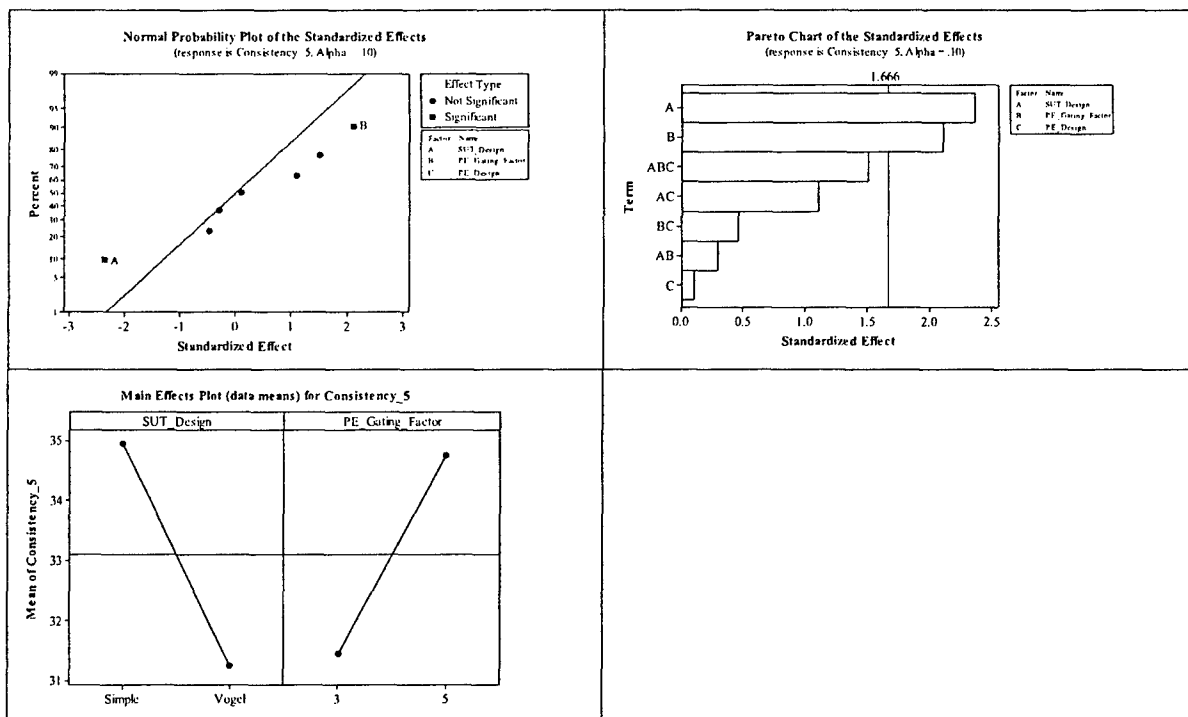 Normal Probability Plot of the Standardized Effects
(response is Consistency_5, Alpha = .10)
99
95
90
80
70
60
50
40
30
20
10
5
1
Percent
B
A
-3 -2 -1 0 1 2 3
Standardized Effect
Effect Type
Not Significant
Significant
Factor Name
A SUT_Design
B PE_Gating_Factor
C PE_Design
Pareto Chart of the Standardized Effects
(response is Consistency_5, Alpha = .10)
1.666
A
B
ABC
AC
BC
AB
C
Term
0.0 0.5 1.0 1.5 2.0 2.5
Standardized Effect
Factor Name
A SUT_Design
B PE_Gating_Factor
C PE_Design
Main Effects Plot (data means) for Consistency_5
SUT_Design PE_Gating_Factor
35
34
33
32
31
Mean of Consistency_5
Simple Vogel 3 5